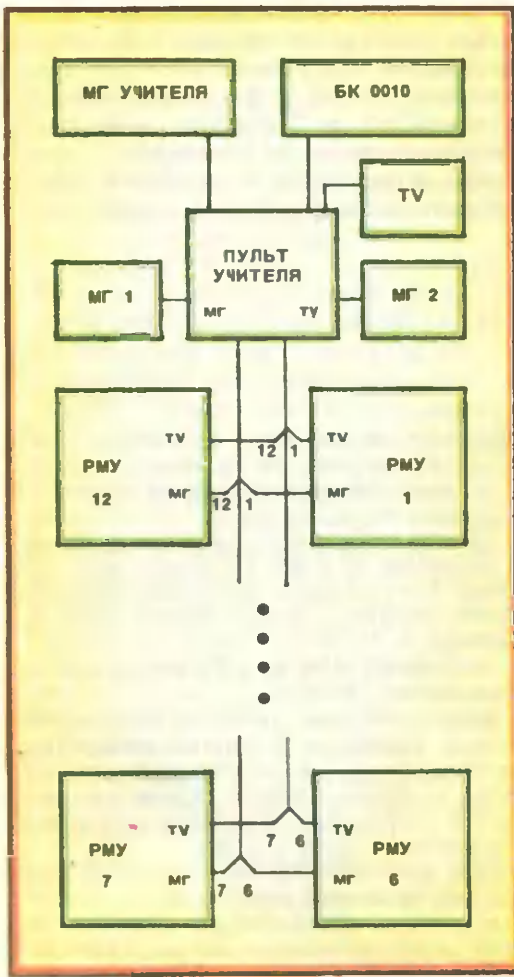 МГ УЧИТЕЛЯ
БК 0010
TV
ПУЛЬТ
УЧИТЕЛЯ
МГ TV
МГ 1
МГ 2
TV
РМУ
12
МГ
12 1
12 1
TV
РМУ
1
МГ
TV
РМУ
7
МГ
7 6
7 6
TV
РМУ
6
МГ